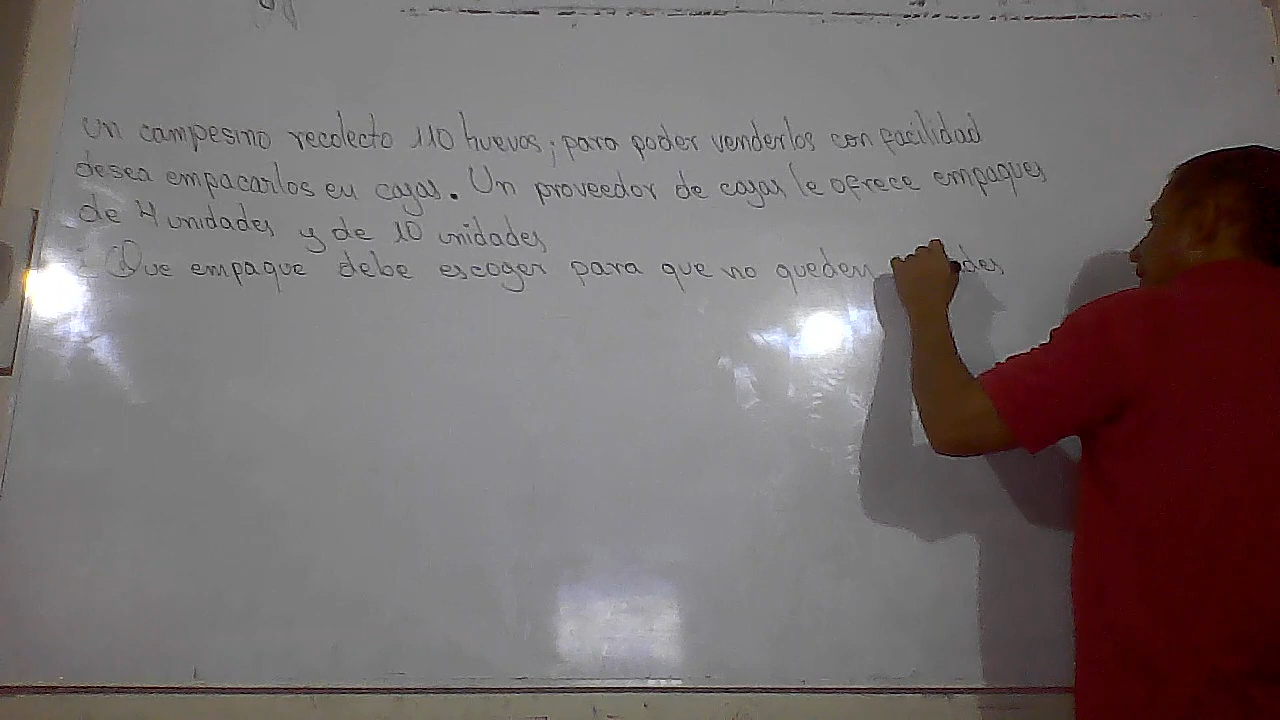 Un campesino recolecto 110 huevos; para poder venderlos con facilidad
desea empacarlos en cajas. Un proveedor de cajas le ofrece empaques
de 4 unidades y de 10 unidades
Que empaque debe escoger para que no queden